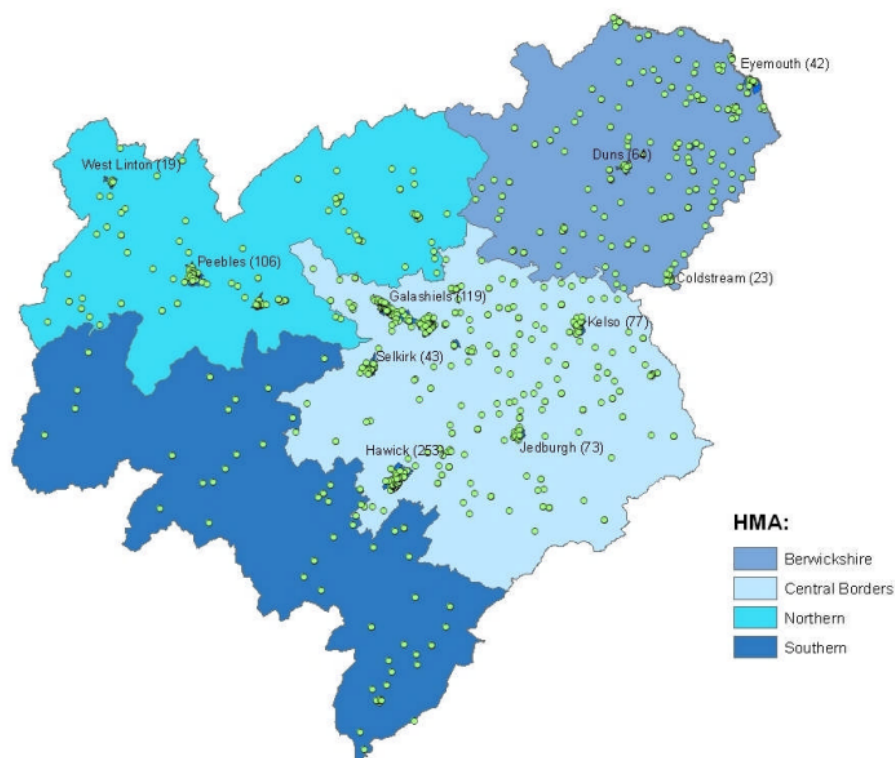 Eyemouth (42)
West Linton (19)
Duns (64)
Peebles (106)
Coldstream (23)
Galashiels (119)
Kelso (77)
Selkirk (43)
Hawick (253)
Jedburgh (73)
HMA:
Berwickshire
Central Borders
Northern
Southern